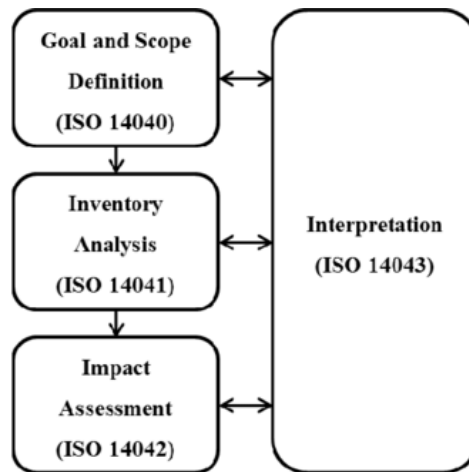 Goal and Scope
Definition
(ISO 14040)
Inventory
Analysis
(ISO 14041)
Impact
Assessment
(ISO 14042)
Interpretation
(ISO 14043)